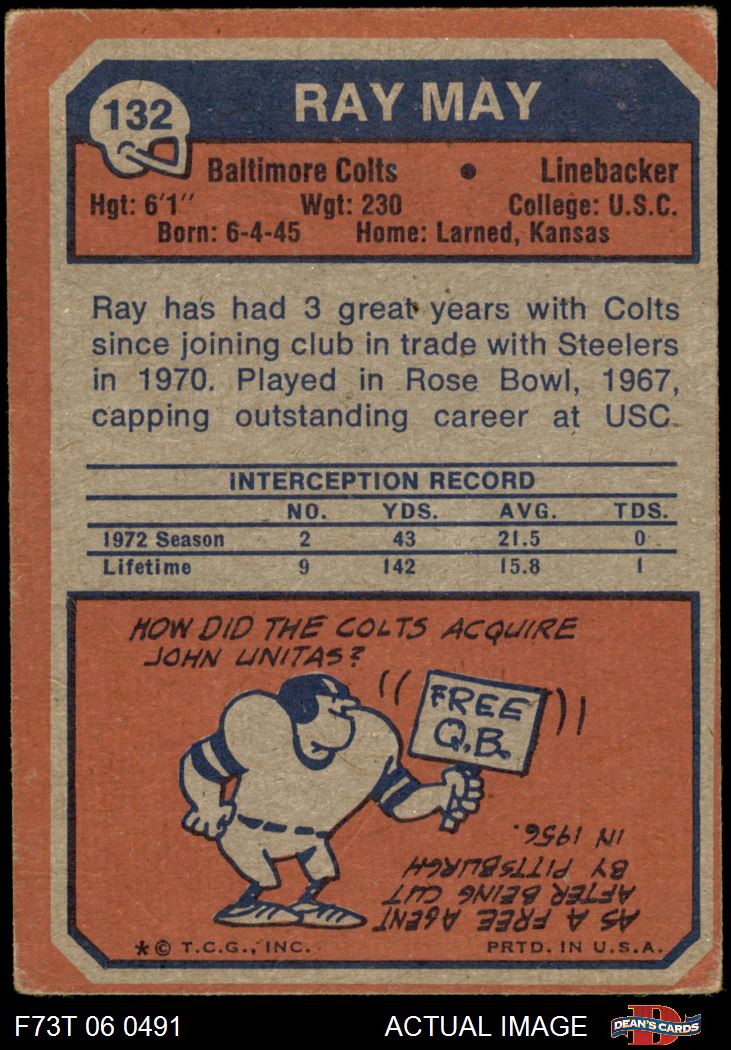 132
RAY MAY
Baltimore Colts • Linebacker
Hgt: 6'1" Wgt: 230 College: U.S.C.
Born: 6-4-45 Home: Larned, Kansas
Ray has had 3 great years with Colts
since joining club in trade with Steelers
in 1970. Played in Rose Bowl, 1967,
capping outstanding career at USC.
INTERCEPTION RECORD
NO. YDS. AVG. TDS.
1972 Season 2 43 21.5 0
Lifetime 9 142 15.8 1
HOW DID THE COLTS ACQUIRE
JOHN UNITAS?
FREE
Q.B.
AS A FREE AGENT
AFTER BEING CUT
BY PITTSBURGH
IN 1956.
* © T.C.G., INC. PRTD. IN U.S.A.
F73T 06 0491 ACTUAL IMAGE
D
DEAN'S CARDS